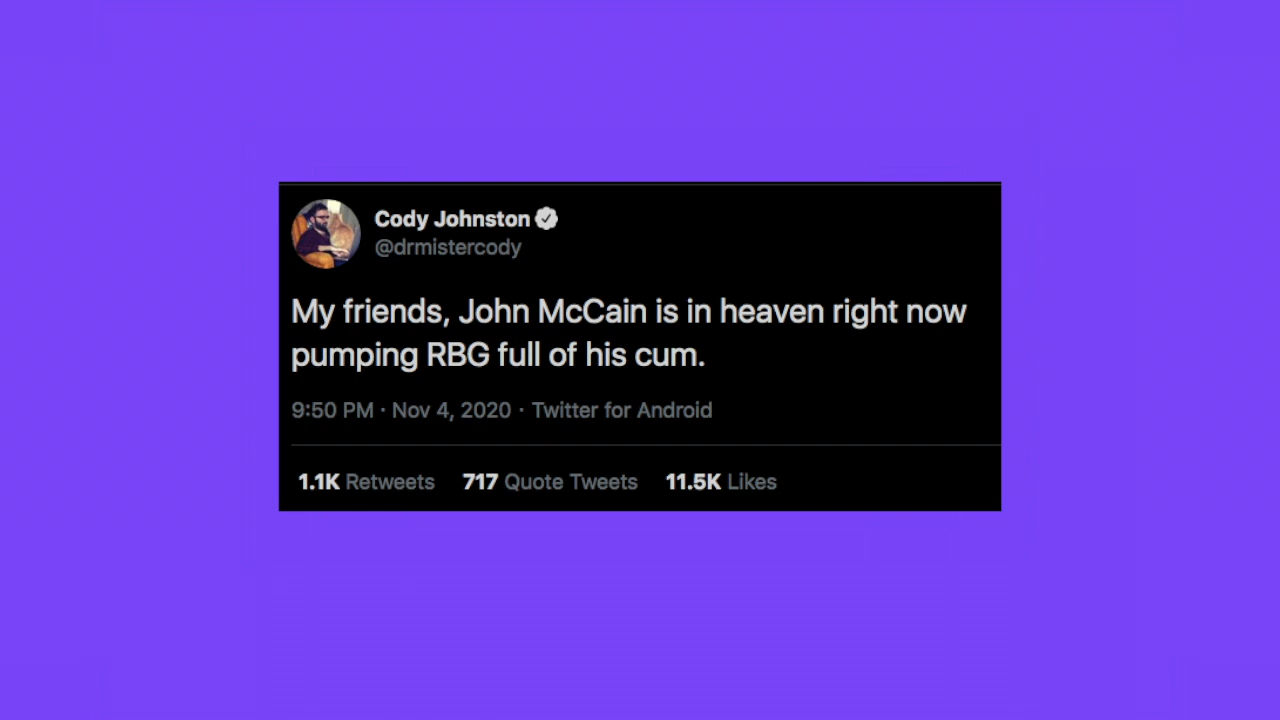 Cody Johnston
@drmistercody
My friends, John McCain is in heaven right now
pumping RBG full of his cum.
9:50 PM · Nov 4, 2020 · Twitter for Android
1.1K Retweets 717 Quote Tweets 11.5K Likes